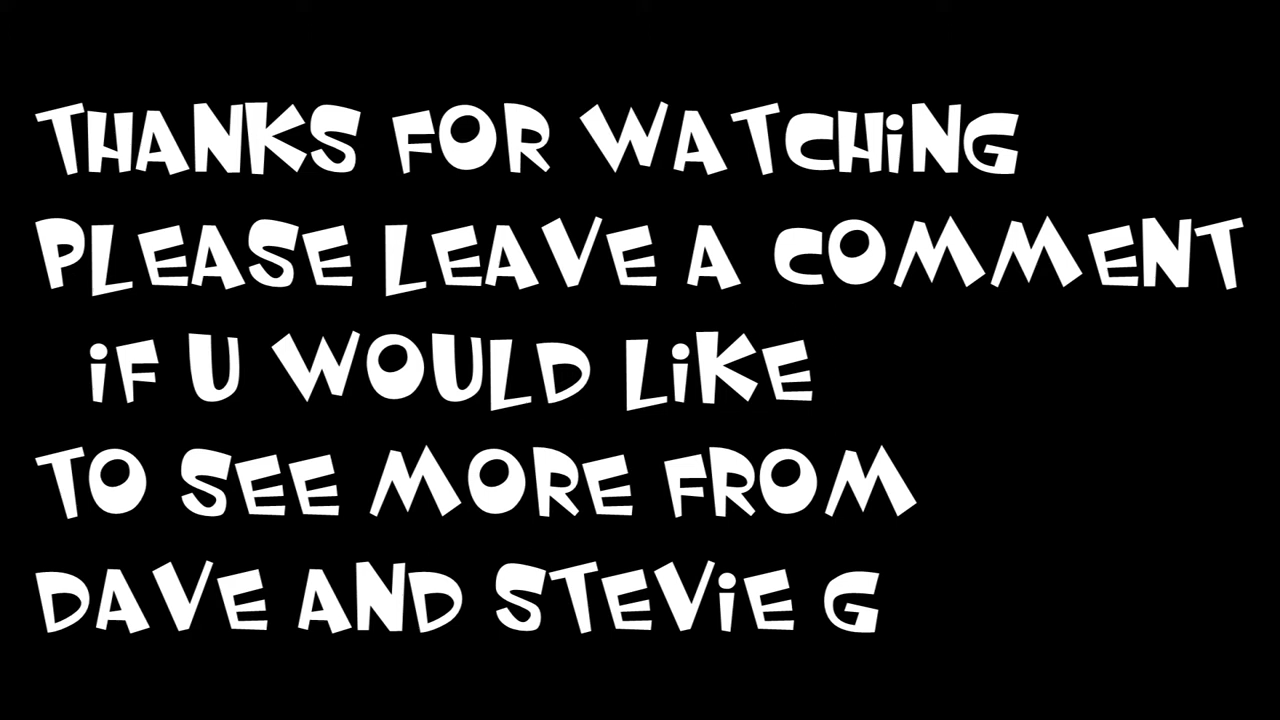 THANKS FOR WATCHING
PLEASE LEAVE A COMMENT
iF U WOULD LiKE
TO SEE MORE FROM
DAVE AND STEViE G